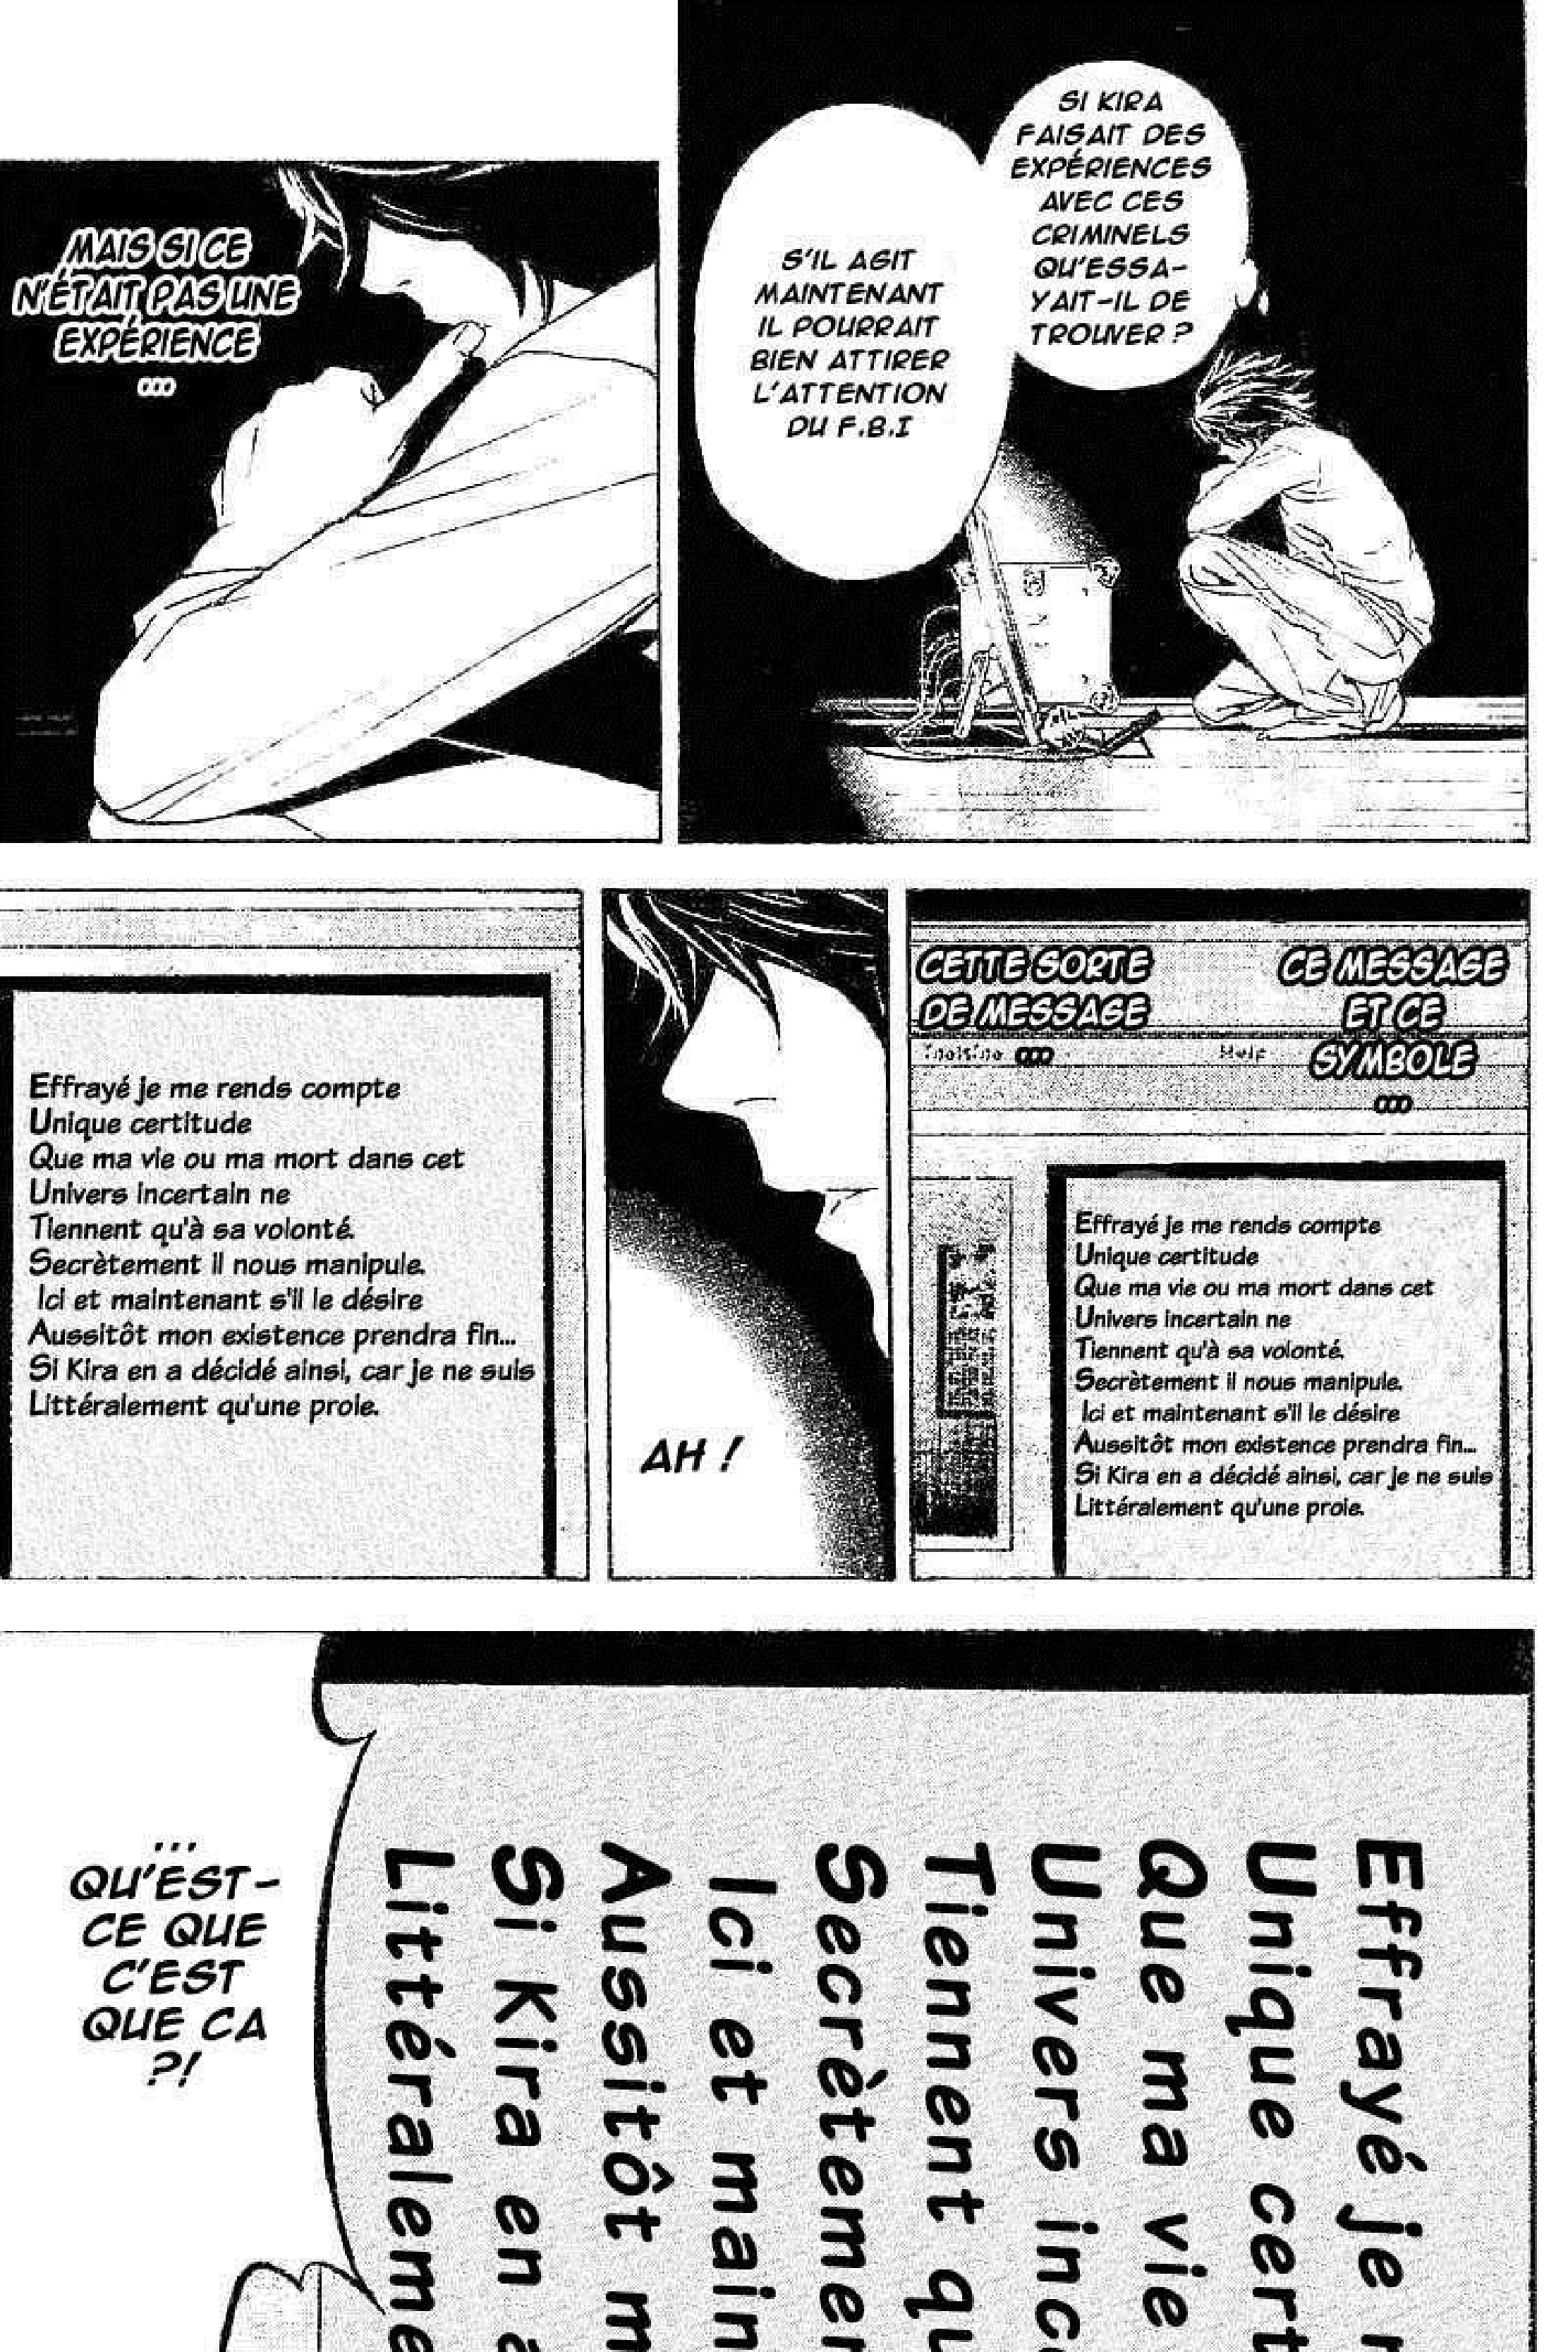 SI KIRA
FAISAIT DES
EXPÉRIENCES
AVEC CES
CRIMINELS
QU'ESSA-
YAIT-IL DE
TROUVER ?
S'IL AGIT
MAINTENANT
IL POURRAIT
BIEN ATTIRER
L'ATTENTION
DU F.B.I
MAIS SI CE
N'ÉTAIT PAS UNE
EXPÉRIENCE
...
CE MESSAGE
ET CE
SYMBOLE
...
CETTE SORTE
DE MESSAGE
...
Help
Effrayé je me rends compte
Unique certitude
Que ma vie ou ma mort dans cet
Univers incertain ne
Tiennent qu'à sa volonté.
Secrètement il nous manipule.
Ici et maintenant s'il le désire
Aussitôt mon existence prendra fin...
Si Kira en a décidé ainsi, car je ne suis
Littéralement qu'une proie.
AH !
Effrayé je me rends compte
Unique certitude
Que ma vie ou ma mort dans cet
Univers incertain ne
Tiennent qu'à sa volonté.
Secrètement il nous manipule.
Ici et maintenant s'il le désire
Aussitôt mon existence prendra fin...
Si Kira en a décidé ainsi, car je ne suis
Littéralement qu'une proie.
Effrayé je
Unique cert
Que ma vie
Univers inc
Tiennent qu
Secrètemen
Ici et main
Aussitôt m
Si Kira en a
Littéraleme
...
QU'EST-
CE QUE
C'EST
QUE CA
?!